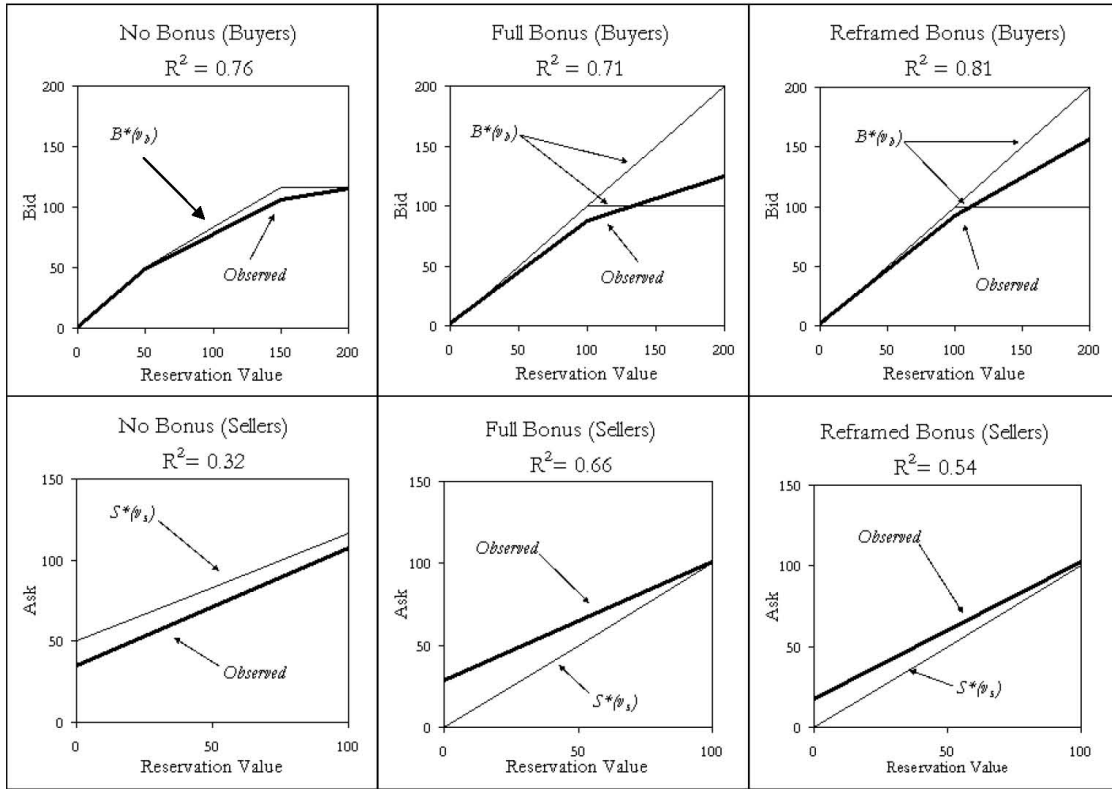 No Bonus (Buyers)
R² = 0.76
200
150
100
50
0
Bid
B*(v_b)
Observed
0 50 100 150 200
Reservation Value
Full Bonus (Buyers)
R² = 0.71
200
150
100
50
0
Bid
B*(v_b)
Observed
0 50 100 150 200
Reservation Value
Reframed Bonus (Buyers)
R² = 0.81
200
150
100
50
0
Bid
B*(v_b)
Observed
0 50 100 150 200
Reservation Value
No Bonus (Sellers)
R² = 0.32
150
100
50
0
Ask
S*(v_s)
Observed
0 50 100
Reservation Value
Full Bonus (Sellers)
R² = 0.66
150
100
50
0
Ask
Observed
S*(v_s)
0 50 100
Reservation Value
Reframed Bonus (Sellers)
R² = 0.54
150
100
50
0
Ask
Observed
S*(v_s)
0 50 100
Reservation Value